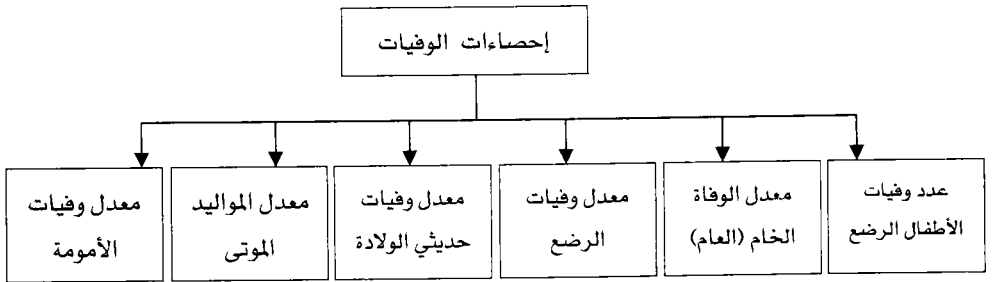 إحصاءات الوفيات
عدد وفيات
الأطفال الرضع
معدل الوفاة
الخام (العام)
معدل وفيات
الرضع
معدل وفيات
حديثي الولادة
معدل المواليد
الموتى
معدل وفيات
الأمومة